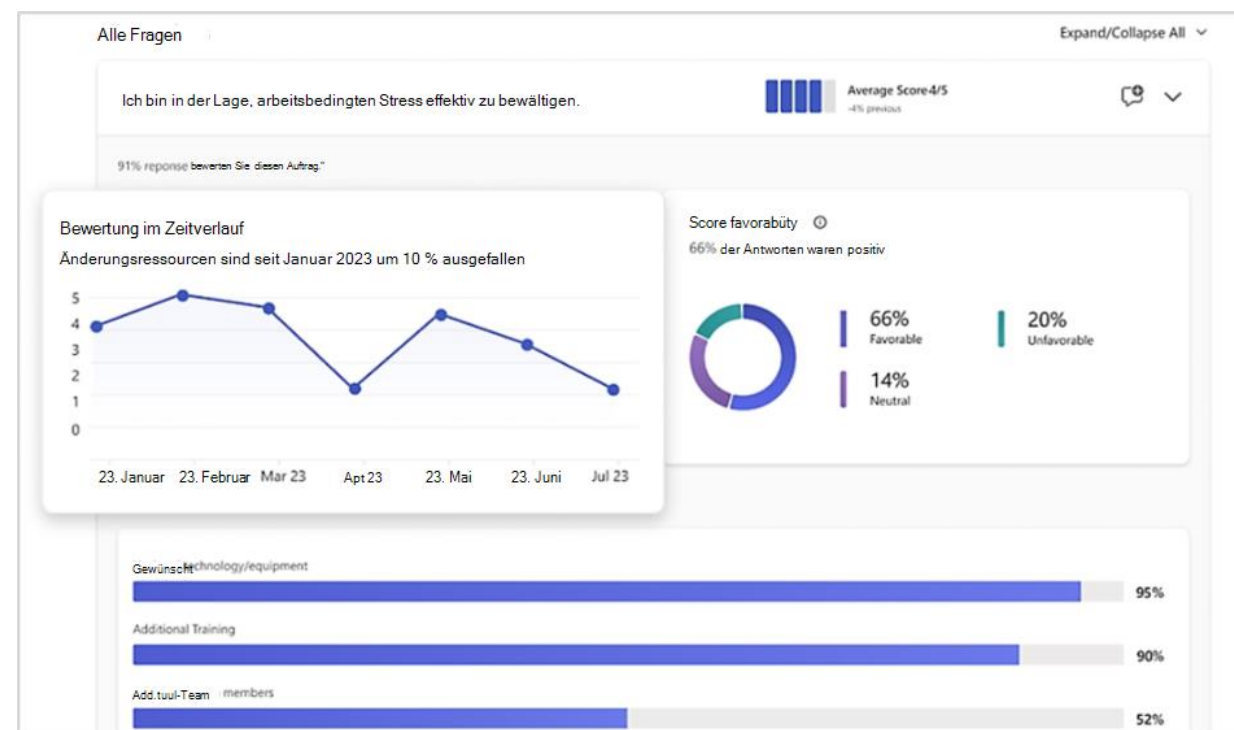 Alle Fragen
Expand/Collapse All
Ich bin in der Lage, arbeitsbedingten Stress effektiv zu bewältigen.
Average Score 4/5
-4% previous
91% reponse bewerten Sie diesen Auftrag."
Bewertung im Zeitverlauf
Änderungsressourcen sind seit Januar 2023 um 10 % ausgefallen
5
4
3
2
1
0
23. Januar 23. Februar Mar 23 Apt 23 23. Mai 23. Juni Jul 23
Score favorabüty
66% der Antworten waren positiv
66%
Favorable
20%
Unfavorable
14%
Neutral
Gewünscht technology/equipment
95%
Additional Training
90%
Add.tuul-Team members
52%